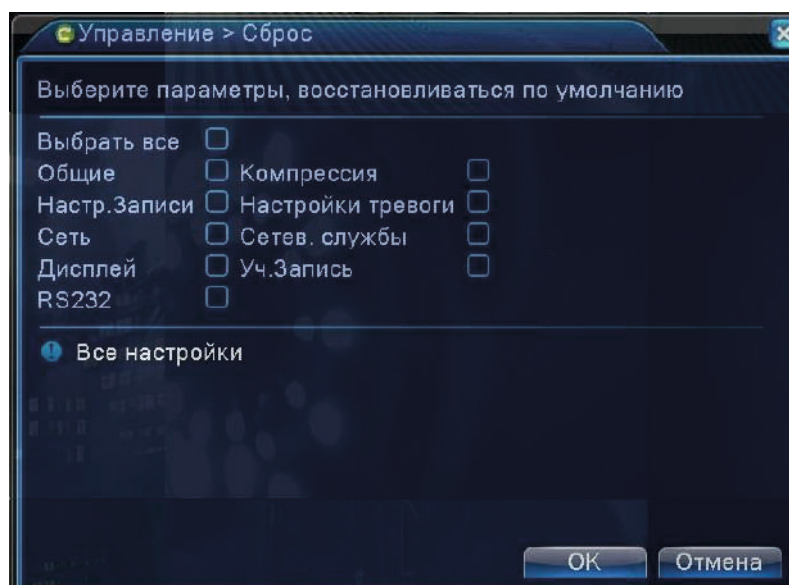 Управление > Сброс
Выберите параметры, восстановливаться по умолчанию
Выбрать все
Общие Компрессия
Настр.Записи Настройки тревоги
Сеть Сетев. службы
Дисплей Уч.Запись
RS232
Все настройки
OK Отмена